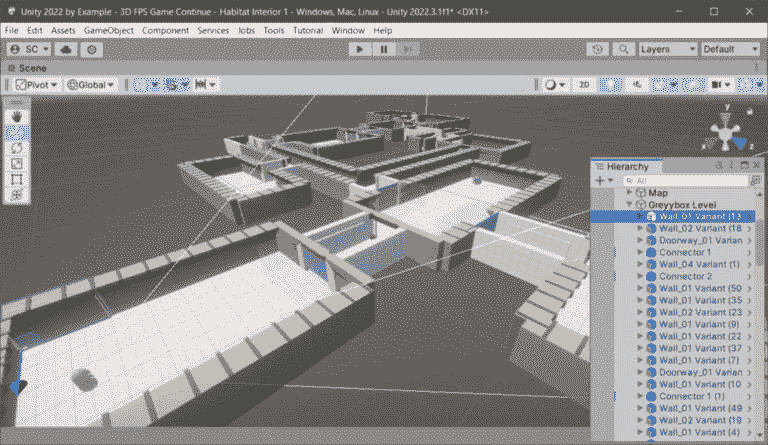 Unity 2022 by Example - 3D FPS Game Continue - Habitat Interior 1 - Windows, Mac, Linux - Unity 2022.3.1f1* <DX11>
File Edit Assets GameObject Component Services Jobs Tools Tutorial Window Help
SC Layers Default
Scene
Pivot Global 2D
y
x z
Hierarchy
All
Map
Greyybox Level
Wall_01 Variant (13
Wall_02 Variant (18
Doorway_01 Varian
Connector 1
Wall_04 Variant (1)
Connector 2
Wall_01 Variant (50
Wall_01 Variant (35
Wall_02 Variant (23
Wall_01 Variant (9)
Wall_01 Variant (22
Wall_01 Variant (37
Wall_01 Variant (7)
Doorway_01 Varian
Wall_01 Variant (10
Connector 1 (1)
Wall_01 Variant (49
Wall_02 Variant (19
Wall_01 Variant (4)